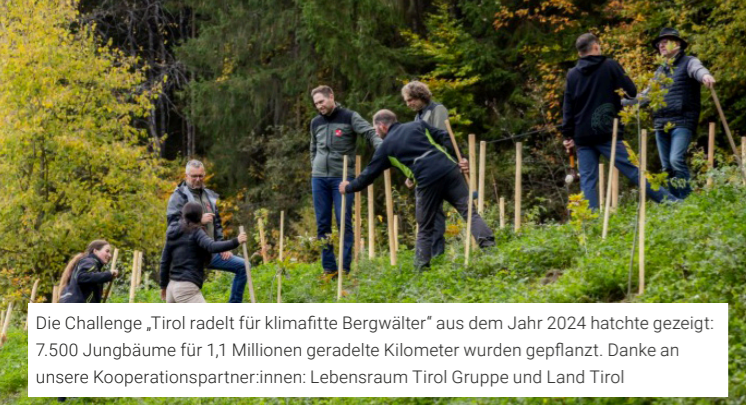 Die Challenge „Tirol radelt für klimafitte Bergwälter“ aus dem Jahr 2024 hatchte gezeigt:
7.500 Jungbäume für 1,1 Millionen geradelte Kilometer wurden gepflanzt. Danke an
unsere Kooperationspartner:innen: Lebensraum Tirol Gruppe und Land Tirol